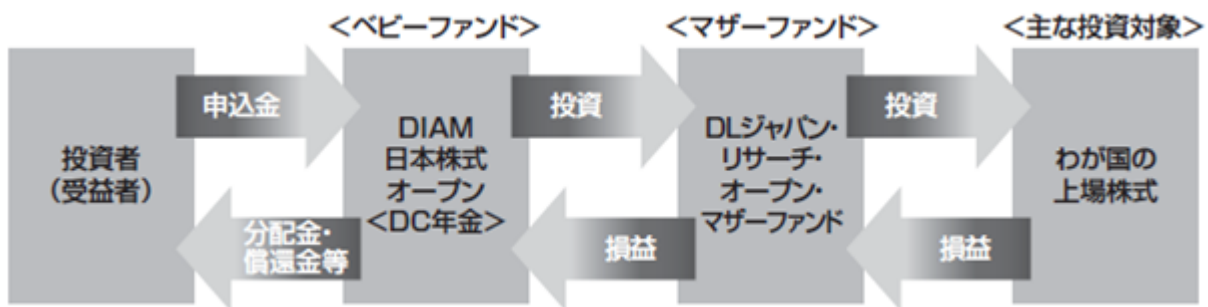 <ベビーファンド>
<マザーファンド>
<主な投資対象>
申込金
投資
投資
投資者
(受益者)
DIAM
日本株式
オープン
<DC年金>
DLジャパン・
リサーチ・
オープン・
マザーファンド
わが国の
上場株式
分配金・
償還金等
損益
損益